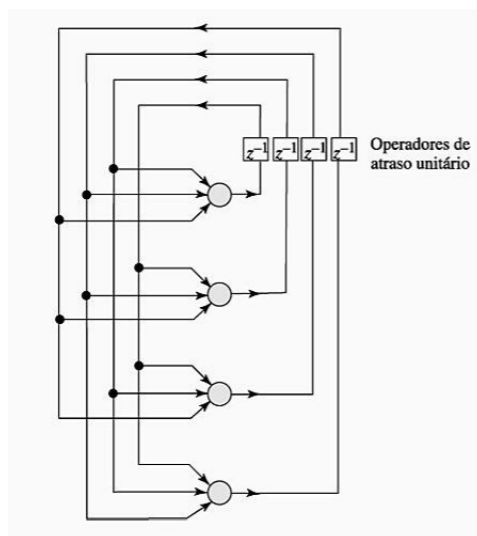 z⁻¹ z⁻¹ z⁻¹ z⁻¹
Operadores de
atraso unitário